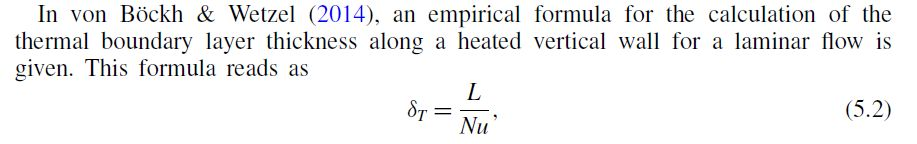 In von Böckh & Wetzel (2014), an empirical formula for the calculation of the
thermal boundary layer thickness along a heated vertical wall for a laminar flow is
given. This formula reads as
δ_T = L/Nu, (5.2)